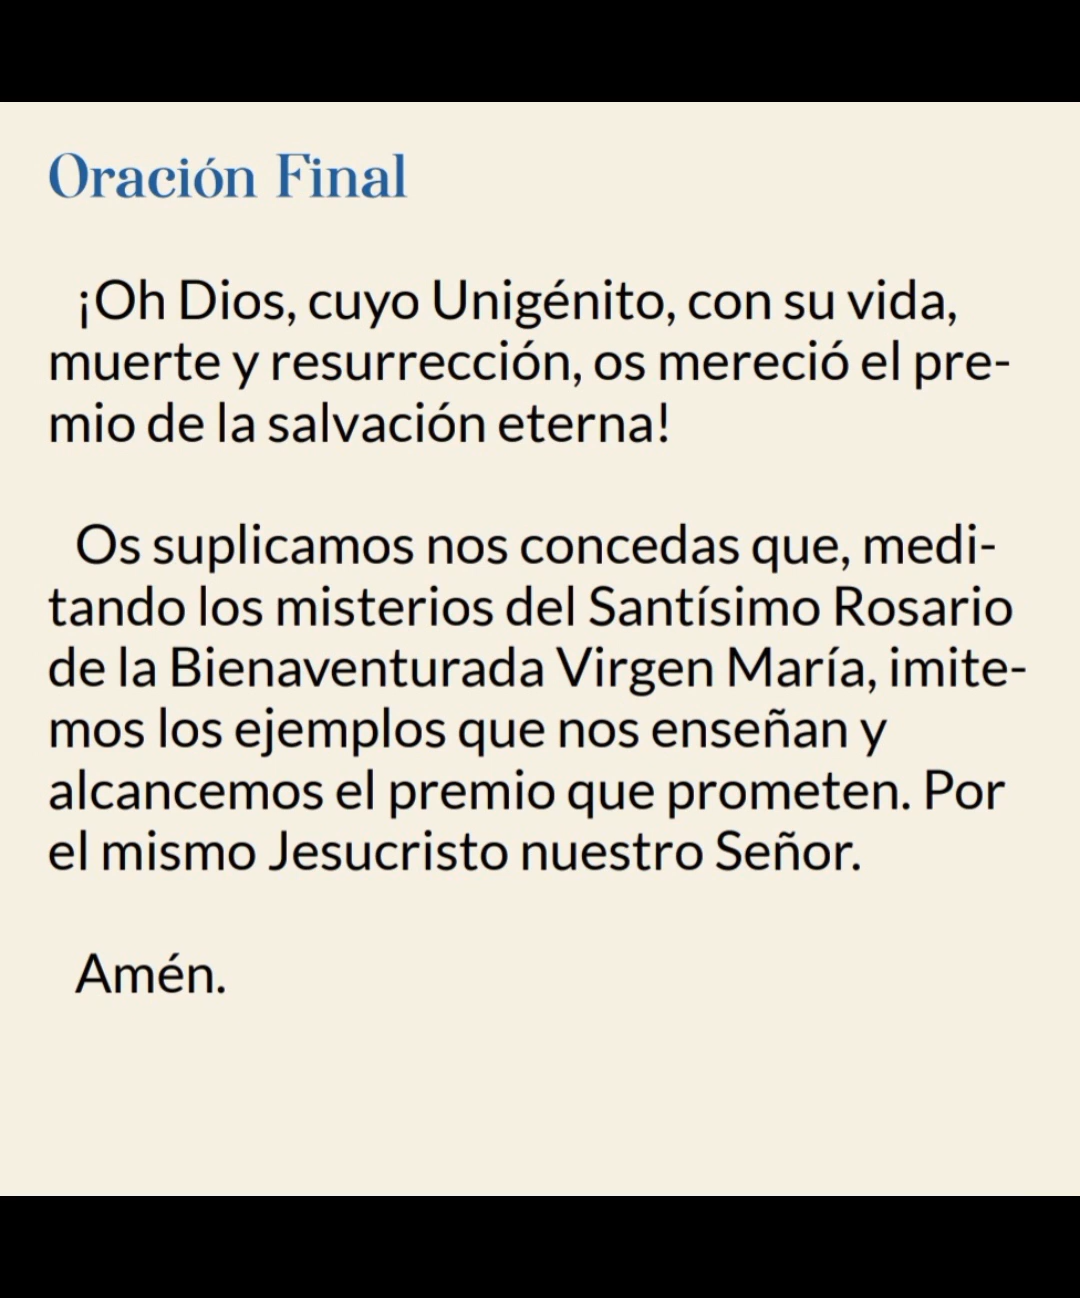 Oración Final
¡Oh Dios, cuyo Unigénito, con su vida,
muerte y resurrección, os mereció el pre-
mio de la salvación eterna!
Os suplicamos nos concedas que, medi-
tando los misterios del Santísimo Rosario
de la Bienaventurada Virgen María, imite-
mos los ejemplos que nos enseñan y
alcancemos el premio que prometen. Por
el mismo Jesucristo nuestro Señor.
Amén.